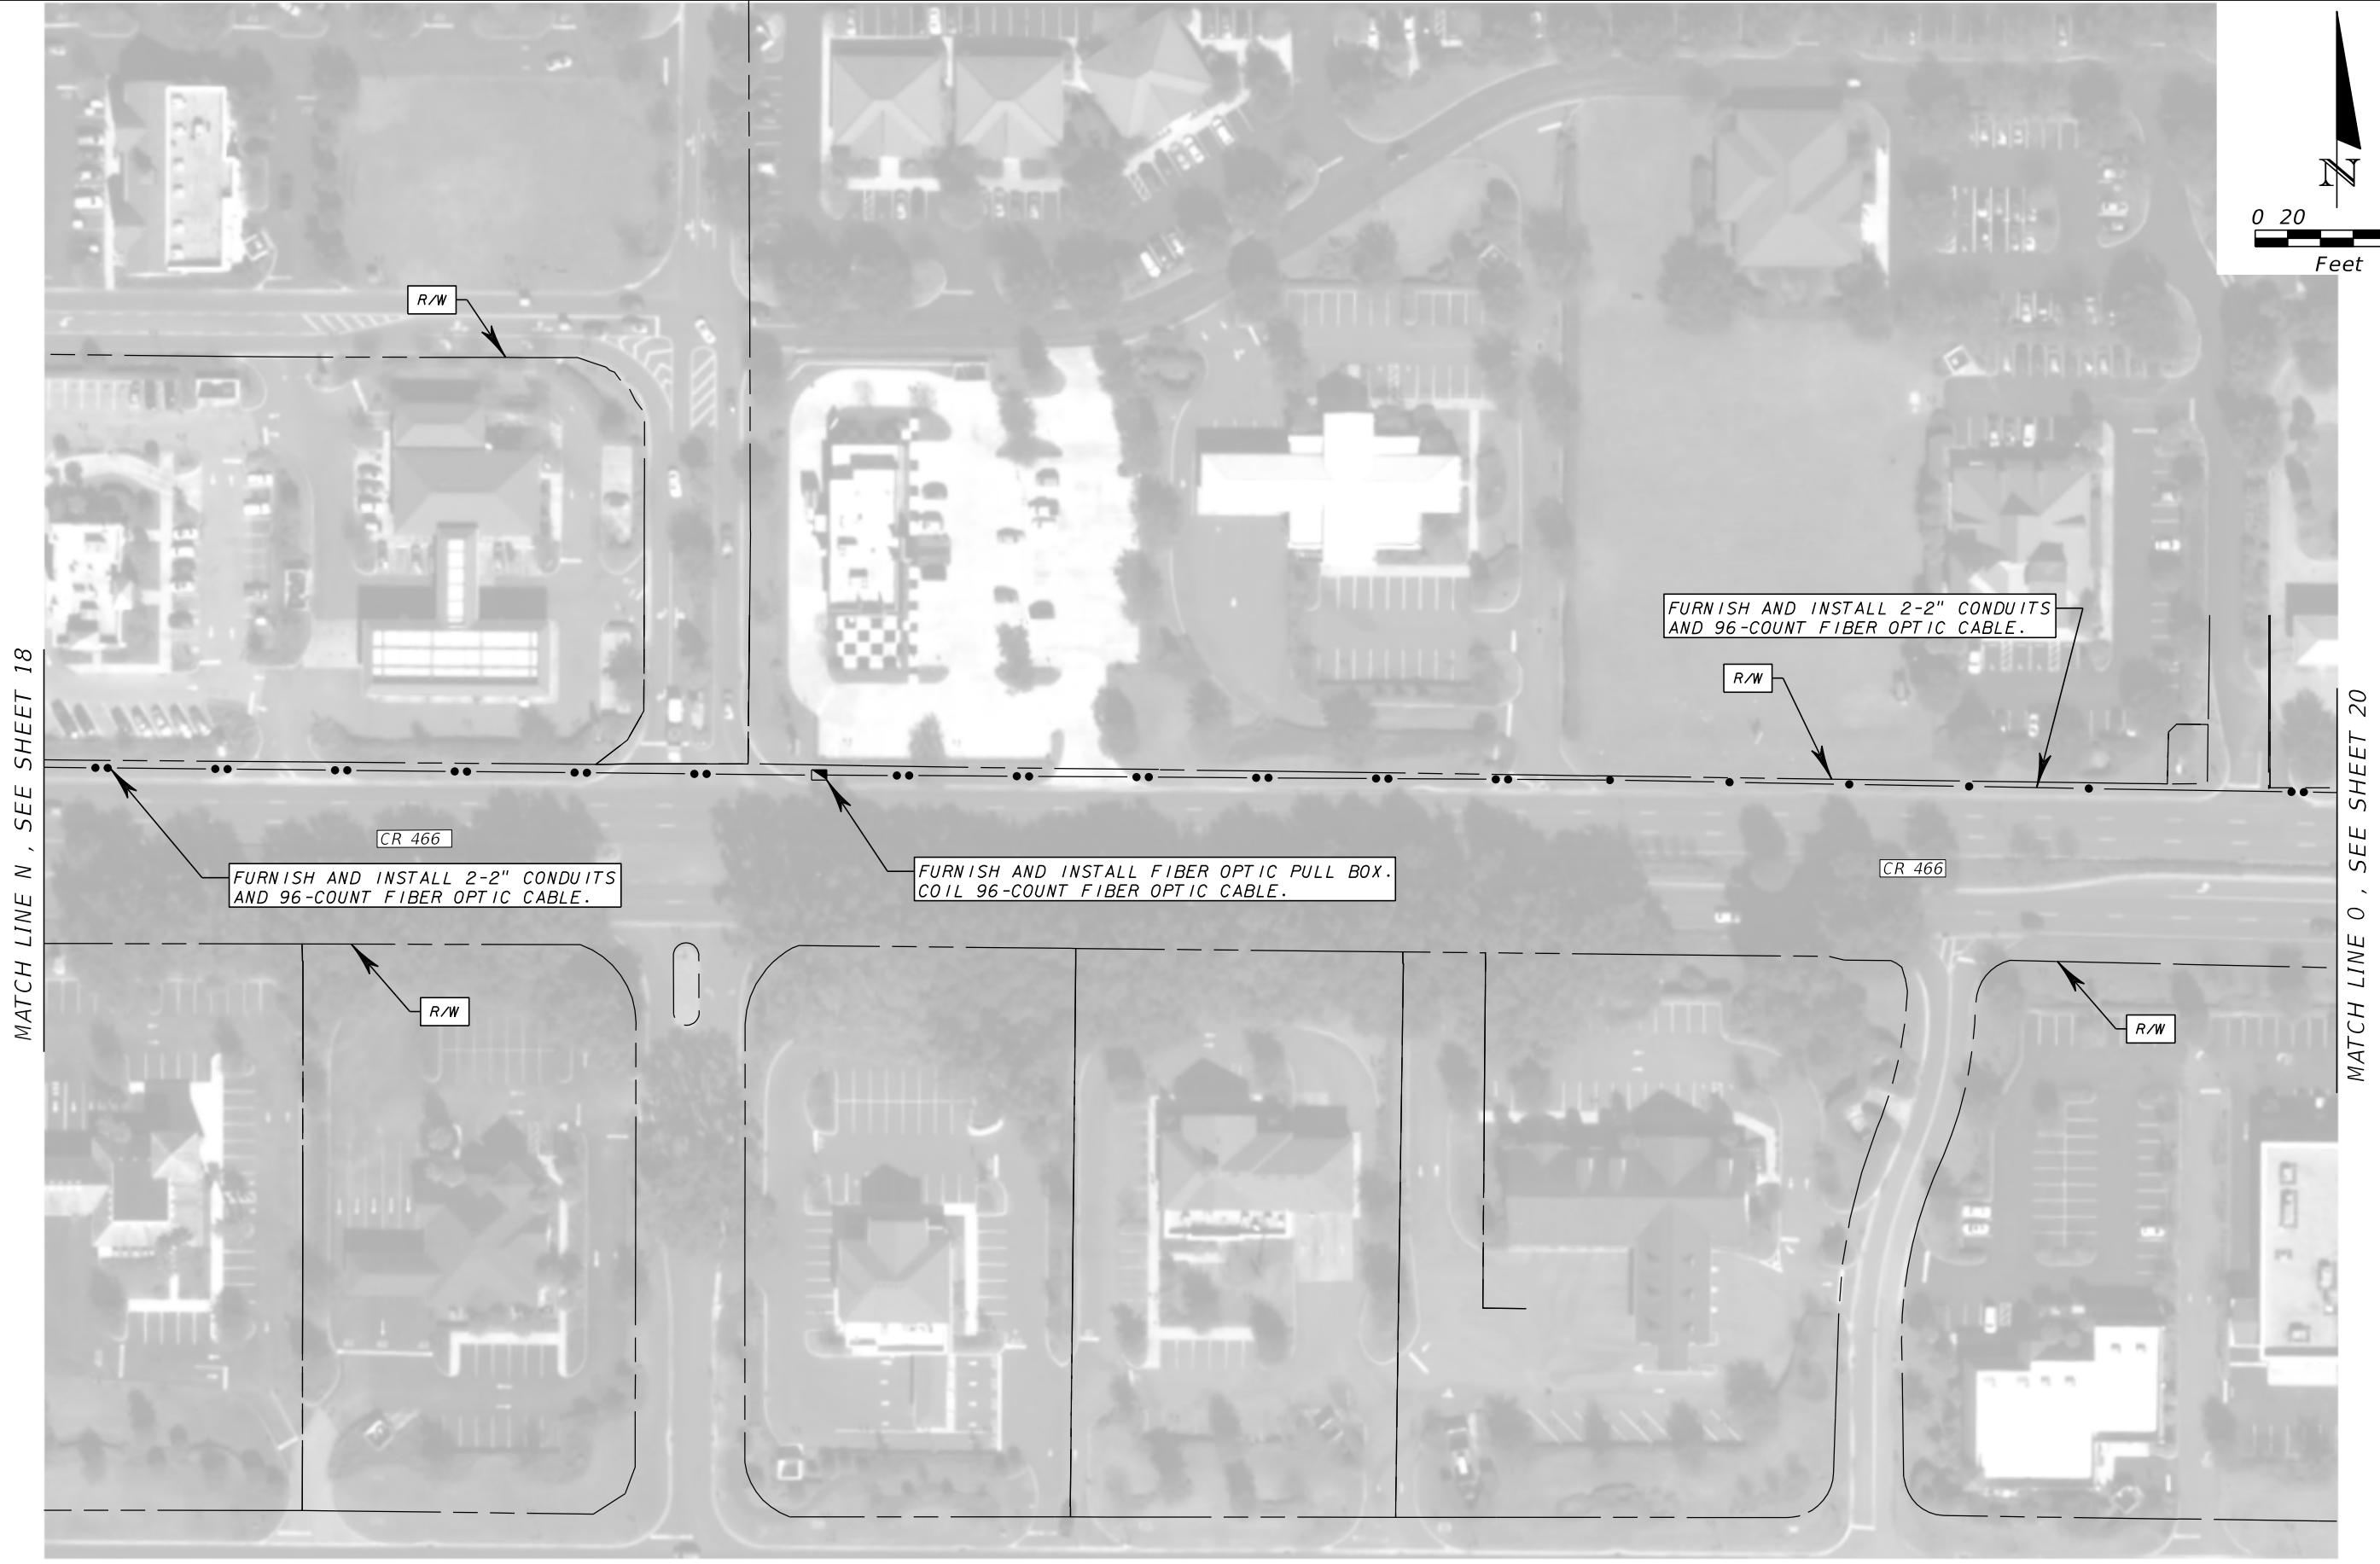 N
0 20
Feet
R/W
FURNISH AND INSTALL 2-2" CONDUITS
AND 96-COUNT FIBER OPTIC CABLE.
R/W
MATCH LINE N , SEE SHEET 18
MATCH LINE O , SEE SHEET 20
CR 466
FURNISH AND INSTALL 2-2" CONDUITS
AND 96-COUNT FIBER OPTIC CABLE.
FURNISH AND INSTALL FIBER OPTIC PULL BOX.
COIL 96-COUNT FIBER OPTIC CABLE.
CR 466
R/W
R/W